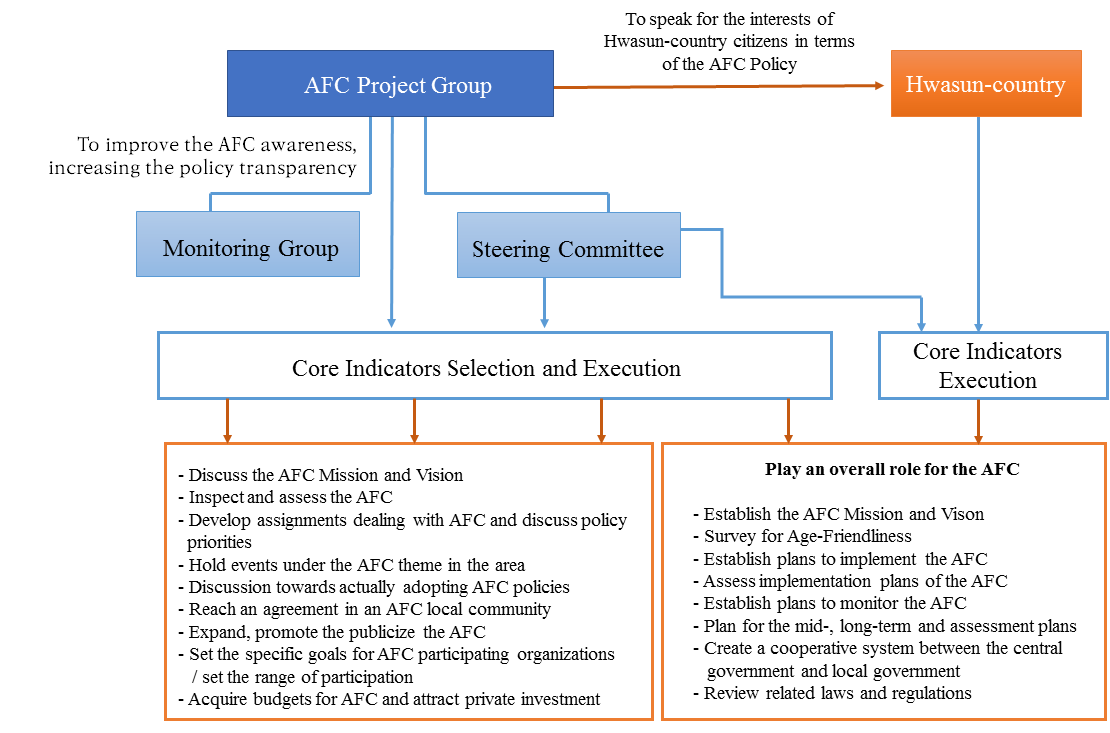 To speak for the interests of
Hwasun-country citizens in terms
of the AFC Policy
AFC Project Group
Hwasun-country
To improve the AFC awareness,
increasing the policy transparency
Monitoring Group
Steering Committee
Core Indicators Selection and Execution
Core Indicators
Execution
- Discuss the AFC Mission and Vision
- Inspect and assess the AFC
- Develop assignments dealing with AFC and discuss policy
priorities
- Hold events under the AFC theme in the area
- Discussion towards actually adopting AFC policies
- Reach an agreement in an AFC local community
- Expand, promote the publicize the AFC
- Set the specific goals for AFC participating organizations
/ set the range of participation
- Acquire budgets for AFC and attract private investment
Play an overall role for the AFC
- Establish the AFC Mission and Vison
- Survey for Age-Friendliness
- Establish plans to implement the AFC
- Assess implementation plans of the AFC
- Establish plans to monitor the AFC
- Plan for the mid-, long-term and assessment plans
- Create a cooperative system between the central
government and local government
- Review related laws and regulations